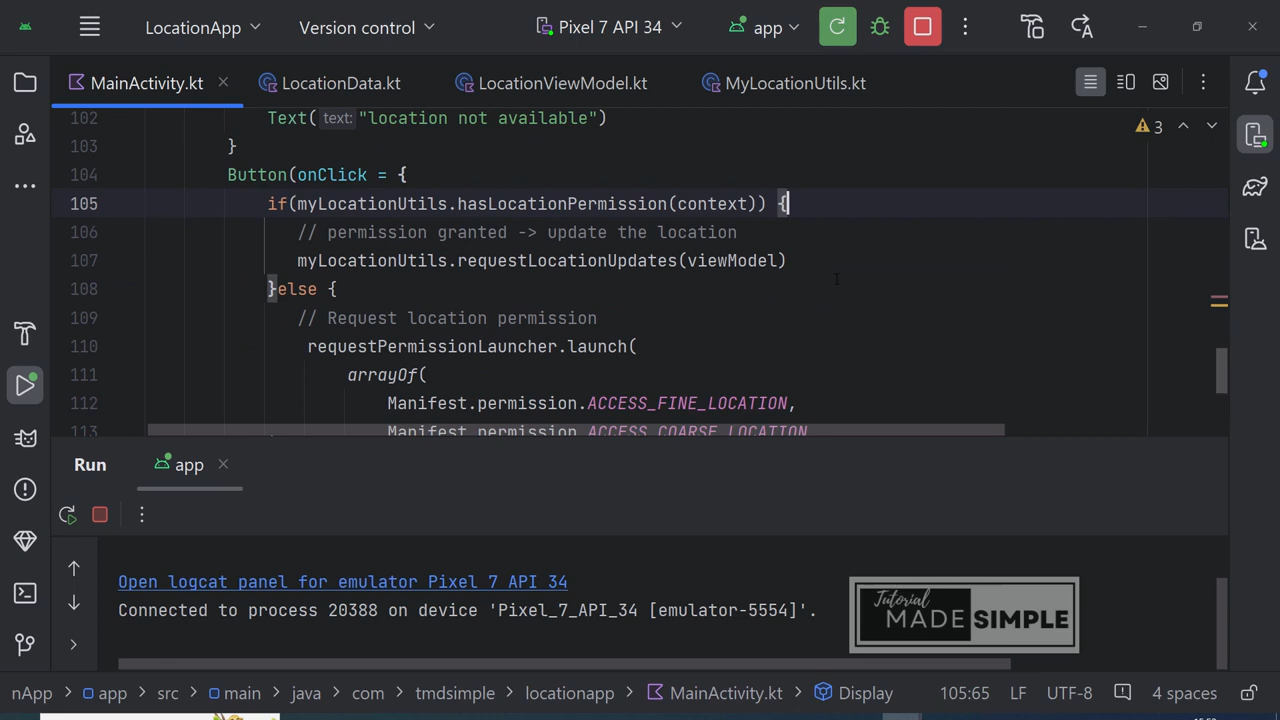 LocationApp
Version control
Pixel 7 API 34
app
MainActivity.kt
LocationData.kt
LocationViewModel.kt
MyLocationUtils.kt
3
102 Text( text: "location not available")
103 }
104 Button(onClick = {
105 if(myLocationUtils.hasLocationPermission(context)) {
106 // permission granted -> update the location
107 myLocationUtils.requestLocationUpdates(viewModel)
108 }else {
109 // Request location permission
110 requestPermissionLauncher.launch(
111 arrayOf(
112 Manifest.permission.ACCESS_FINE_LOCATION,
113 Manifest.permission.ACCESS_COARSE_LOCATION
Run
app
Open logcat panel for emulator Pixel 7 API 34
Connected to process 20388 on device 'Pixel_7_API_34 [emulator-5554]'.
Tutorial
MADE SIMPLE
nApp > app > src > main > java > com > tmdsimple > locationapp > MainActivity.kt > Display
105:65 LF UTF-8 4 spaces